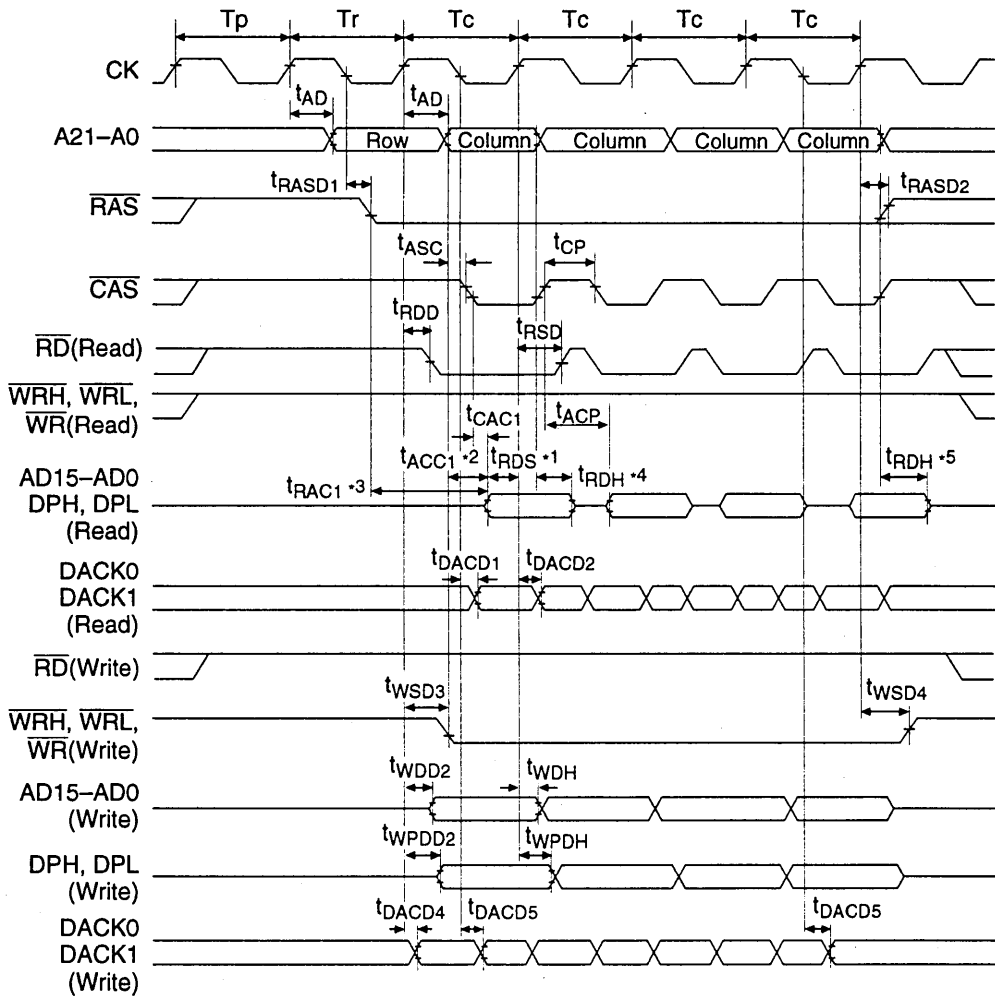 Tp Tr Tc Tc Tc Tc
CK
tAD tAD
A21–A0 Row Column Column Column Column
tRASD1 tRASD2
RAS
tASC tCP
CAS
tRDD tRSD
RD(Read)
WRH, WRL,
WR(Read)
tCAC1 tACP
tACC1 *2 tRDS *1
AD15–AD0
DPH, DPL
(Read)
tRAC1 *3 tRDH *4 tRDH *5
DACK0
DACK1
(Read)
tDACD1 tDACD2
RD(Write)
tWSD3 tWSD4
WRH, WRL,
WR(Write)
tWDD2 tWDH
AD15–AD0
(Write)
tWPDD2 tWPDH
DPH, DPL
(Write)
tDACD4 tDACD5 tDACD5
DACK0
DACK1
(Write)